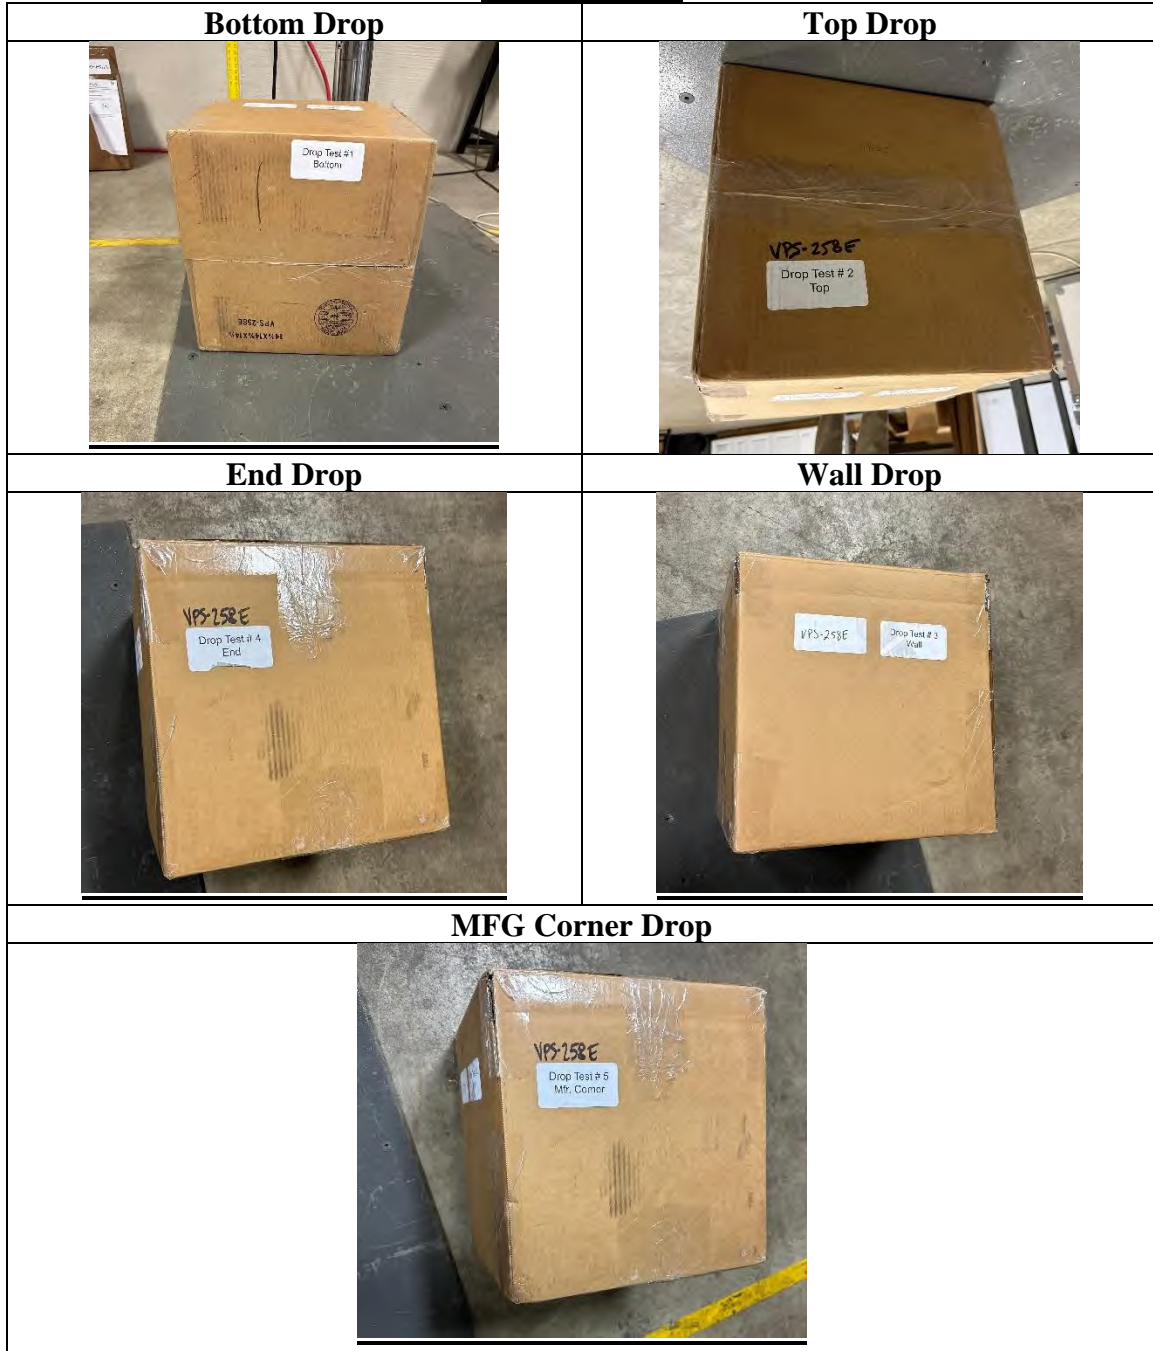 Bottom Drop
Top Drop
Drop Test #1
Bottom
VPS-258E
VPS-258E
Drop Test # 2
Top
End Drop
Wall Drop
VPS-258E
Drop Test # 4
End
VPS-258E
Drop Test # 3
Wall
MFG Corner Drop
VPS-258E
Drop Test # 5
Mfr. Corner